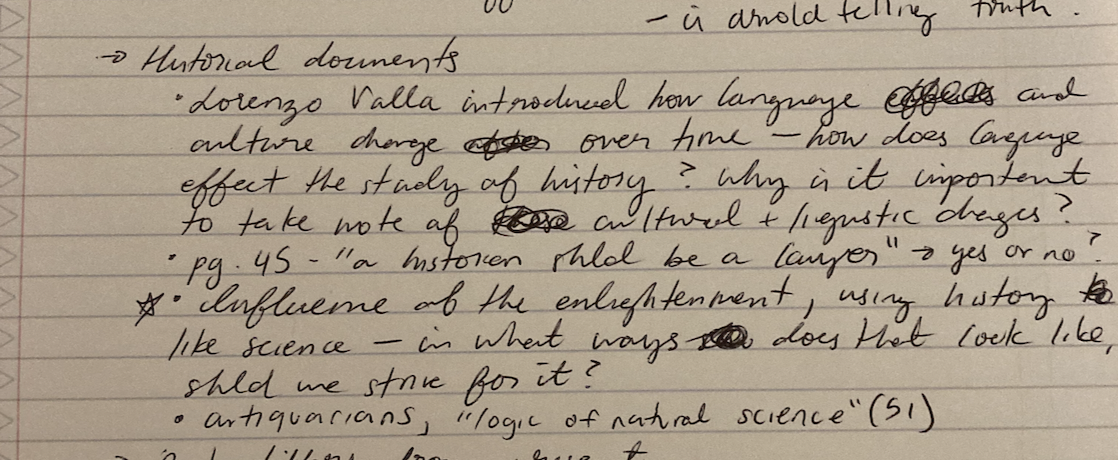 - is arnold telling truth.
→ Historical documents
• Lorenzo Valla introduced how language and
culture change over time – how does language
effect the study of history? Why is it important
to take note of cultural + linguistic changes?
• pg. 45 - "a historian shld be a lawyer" → yes or no?
☆ • Influence of the enlightenment, using history
like science – in what ways does that look like,
shld we strive for it?
• antiquarians, "logic of natural science" (51)